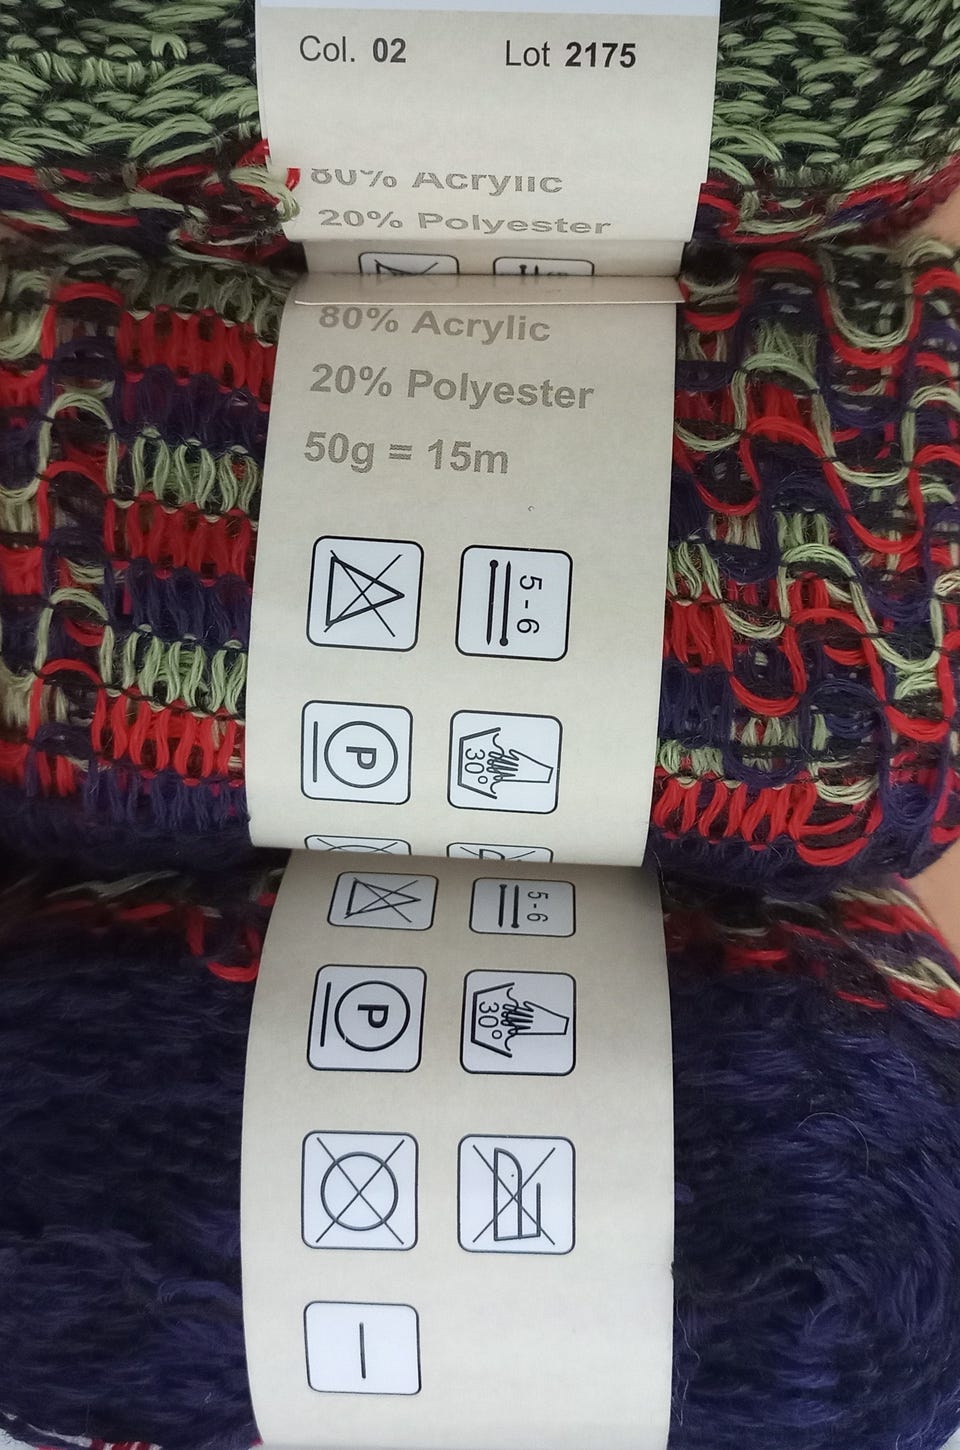 Col. 02 Lot 2175
80% Acrylic
20% Polyester
80% Acrylic
20% Polyester
50g = 15m
5 - 6
P
30°
5 - 6
P
30°